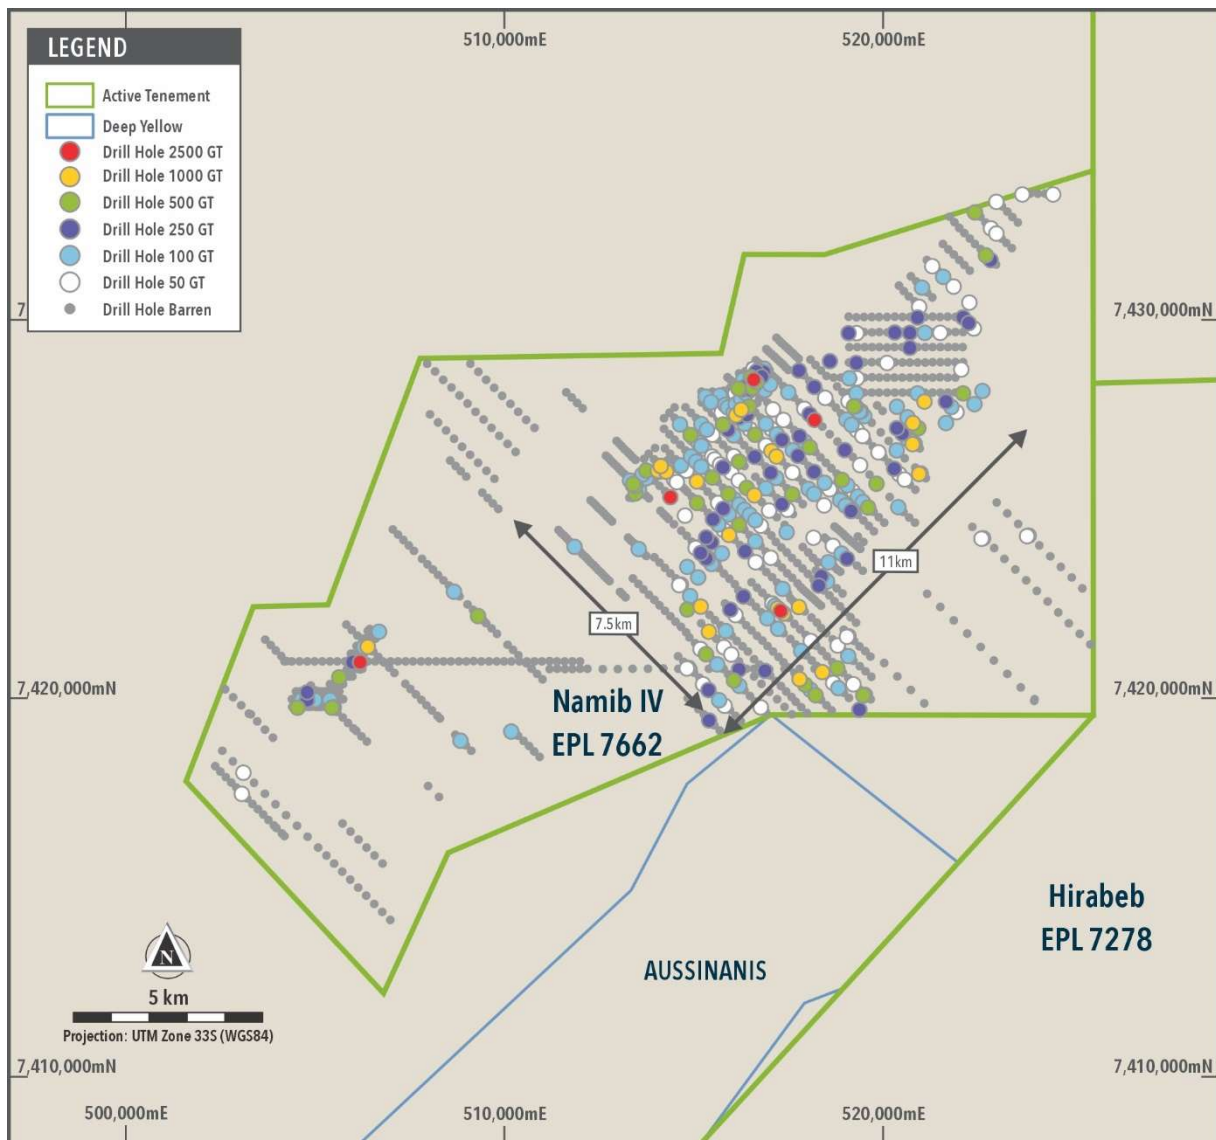 LEGEND
Active Tenement
Deep Yellow
Drill Hole 2500 GT
Drill Hole 1000 GT
Drill Hole 500 GT
Drill Hole 250 GT
Drill Hole 100 GT
Drill Hole 50 GT
Drill Hole Barren
510,000mE
520,000mE
7,430,000mN
11km
7.5km
7,420,000mN
Namib IV
EPL 7662
7,420,000mN
Hirabeb
EPL 7278
AUSSINANIS
N
5 km
Projection: UTM Zone 33S (WGS84)
7,410,000mN
7,410,000mN
500,000mE
510,000mE
520,000mE